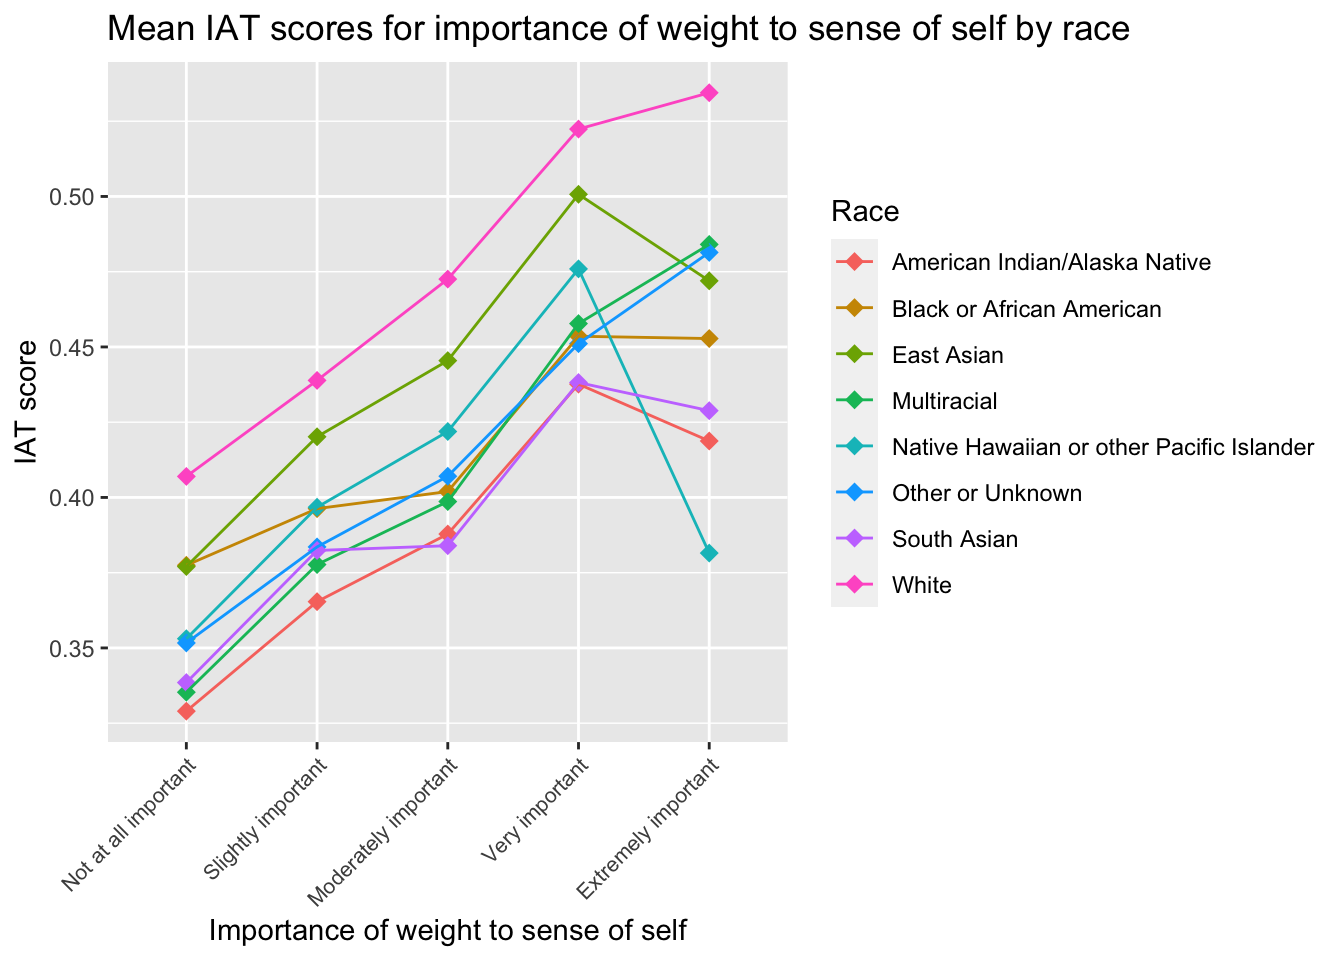 Mean IAT scores for importance of weight to sense of self by race
IAT score
0.50
0.45
0.40
0.35
Not at all important
Slightly important
Moderately important
Very important
Extremely important
Importance of weight to sense of self
Race
American Indian/Alaska Native
Black or African American
East Asian
Multiracial
Native Hawaiian or other Pacific Islander
Other or Unknown
South Asian
White